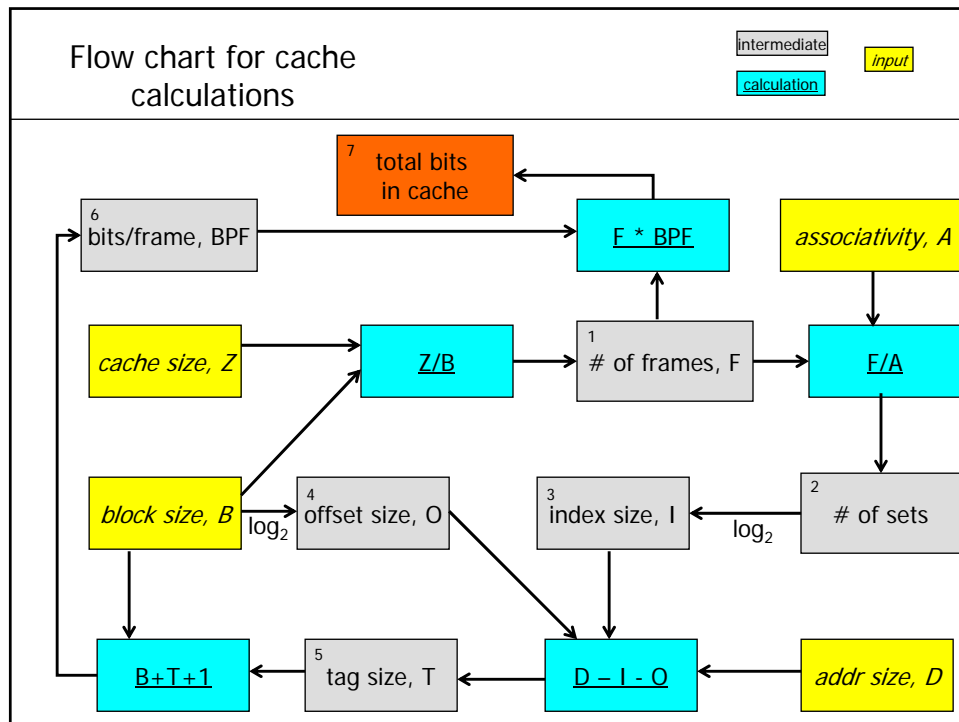 Flow chart for cache
calculations
intermediate
input
calculation
7
total bits
in cache
6
bits/frame, BPF
F * BPF
associativity, A
cache size, Z
Z/B
1
# of frames, F
F/A
block size, B
log2
4
offset size, O
3
index size, I
log2
2
# of sets
B+T+1
5
tag size, T
D – I - O
addr size, D